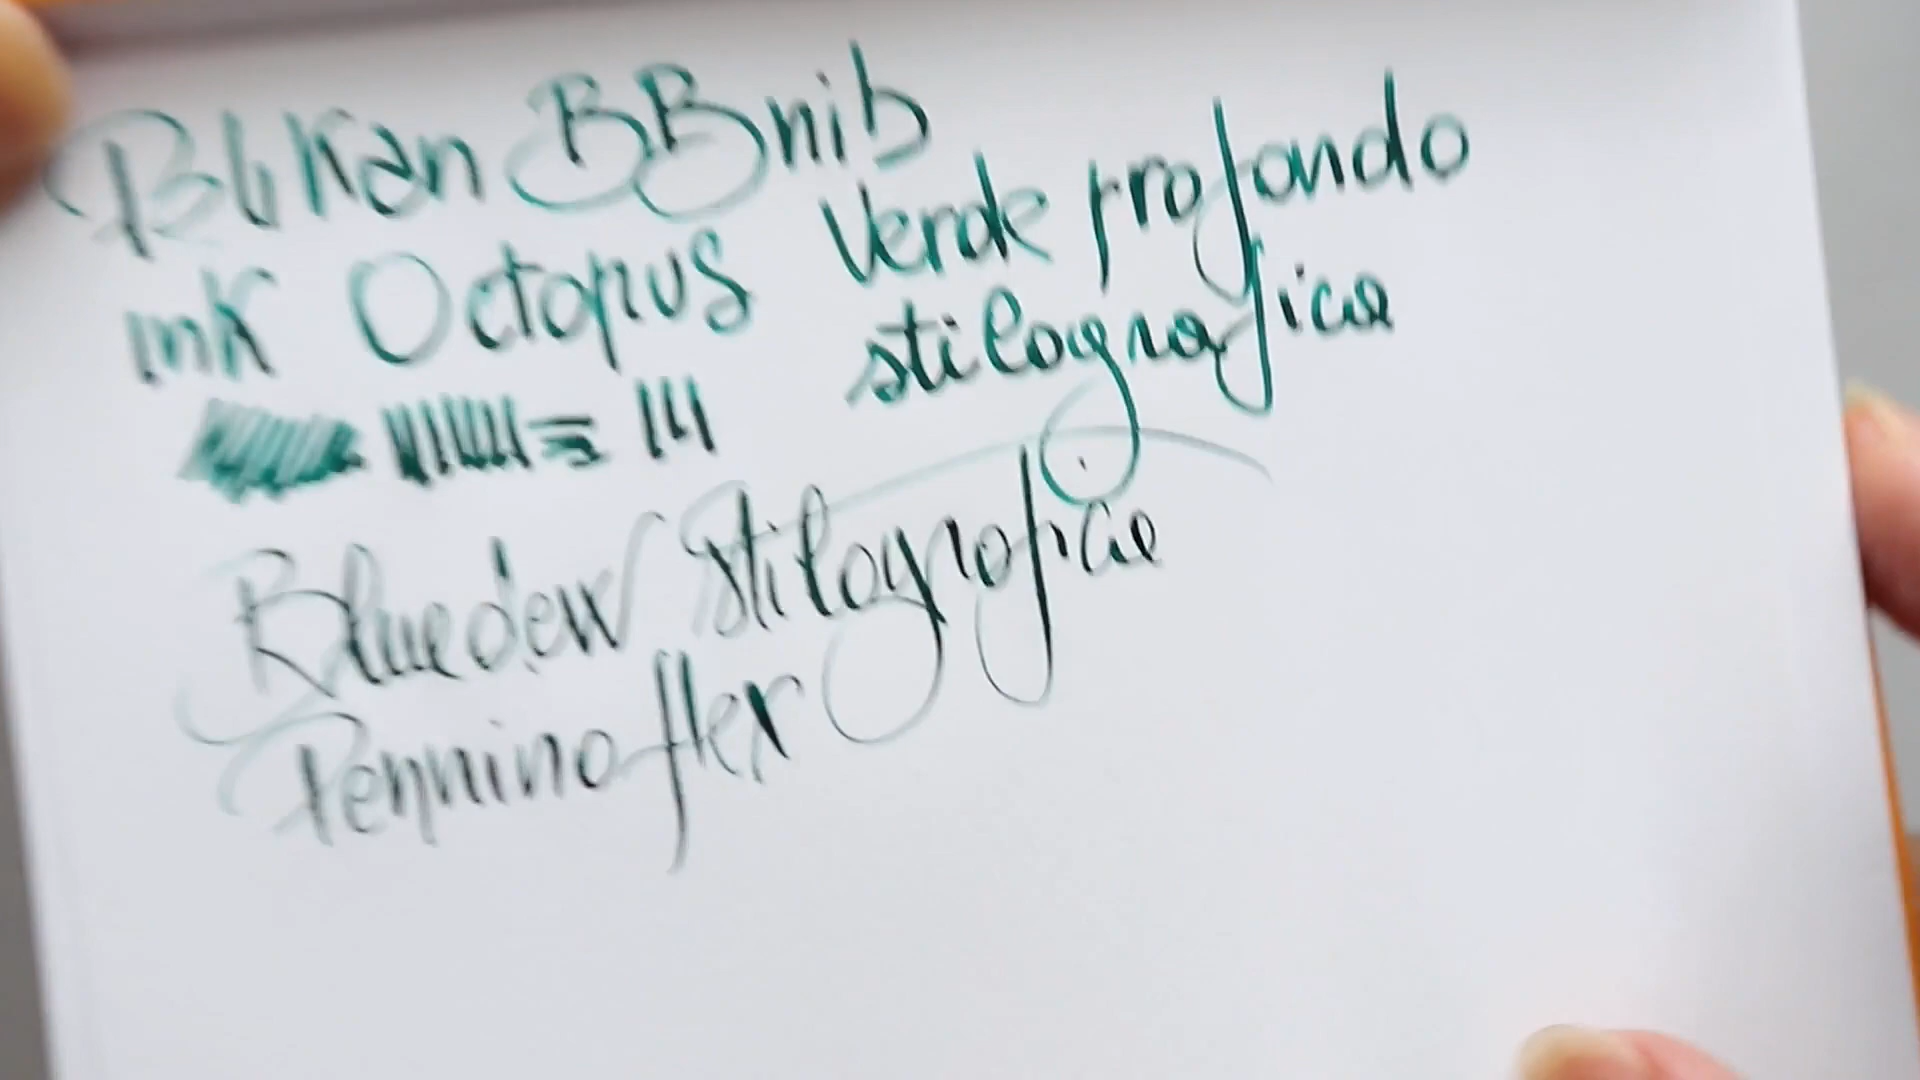 Pelikan BB nib
Verde profondo
ink Octopus
stilografica
Bluedew stilografica
Pennino flex